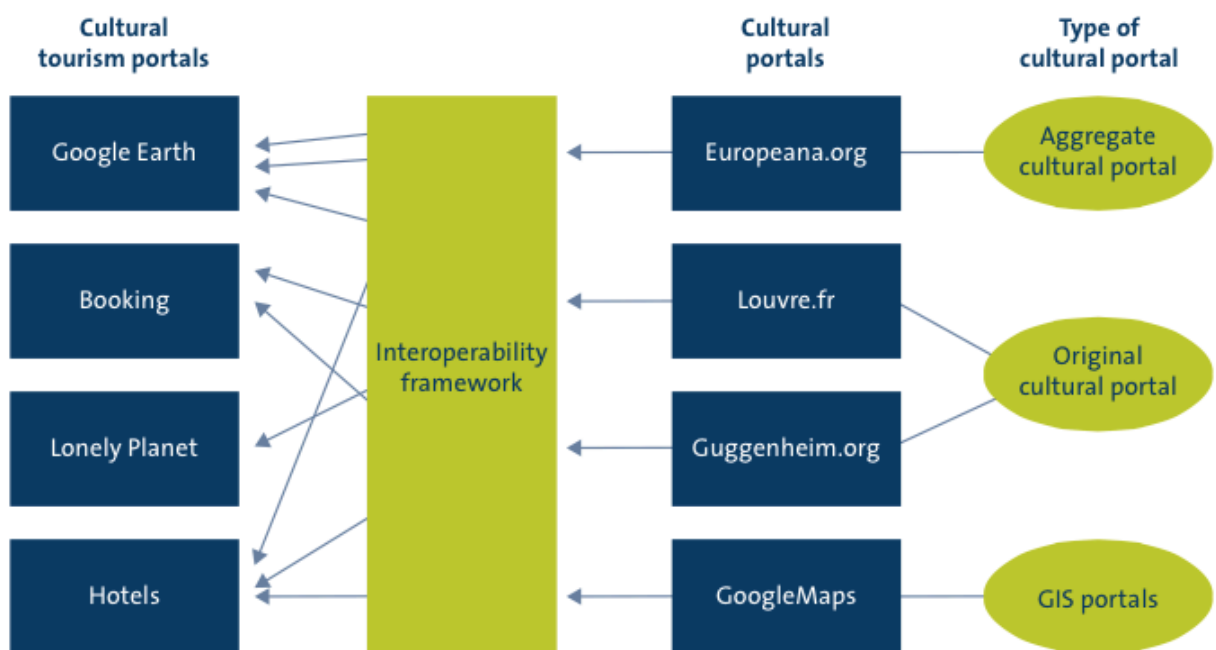 Cultural
tourism portals
Cultural
portals
Type of
cultural portal
Google Earth
Europeana.org
Aggregate
cultural portal
Booking
Louvre.fr
Interoperability
framework
Original
cultural portal
Lonely Planet
Guggenheim.org
Hotels
GoogleMaps
GIS portals